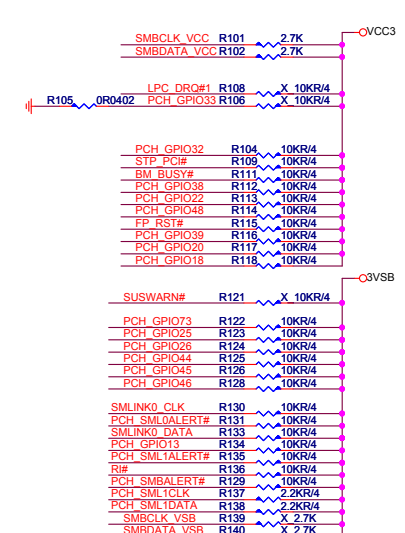 VCC3
SMBCLK_VCC R101 2.7K
SMBDATA_VCC R102 2.7K
LPC_DRQ#1 R108 X_10KR/4
R105 0R0402 PCH_GPIO33 R106 X_10KR/4
PCH_GPIO32 R104 10KR/4
STP_PCI# R109 10KR/4
BM_BUSY# R111 10KR/4
PCH_GPIO38 R112 10KR/4
PCH_GPIO22 R113 10KR/4
PCH_GPIO48 R114 10KR/4
FP_RST# R115 10KR/4
PCH_GPIO39 R116 10KR/4
PCH_GPIO20 R117 10KR/4
PCH_GPIO18 R118 10KR/4
3VSB
SUSWARN# R121 X_10KR/4
PCH_GPIO73 R122 10KR/4
PCH_GPIO25 R123 10KR/4
PCH_GPIO26 R124 10KR/4
PCH_GPIO44 R125 10KR/4
PCH_GPIO45 R126 10KR/4
PCH_GPIO46 R128 10KR/4
SMLINK0_CLK R130 10KR/4
PCH_SML0ALERT# R131 10KR/4
SMLINK0_DATA R133 10KR/4
PCH_GPIO13 R134 10KR/4
PCH_SML1ALERT# R135 10KR/4
RI# R136 10KR/4
PCH_SMBALERT# R129 10KR/4
PCH_SML1CLK R137 2.2KR/4
PCH_SML1DATA R138 2.2KR/4
SMBCLK_VSB R139 X_2.7K
SMBDATA_VSB R140 X_2.7K